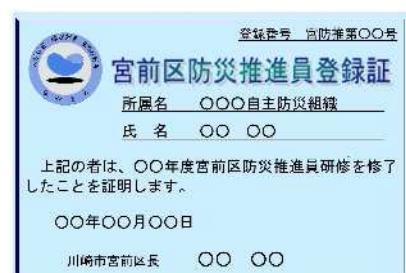 登録番号 宮防推第〇〇号
宮前区防災推進員登録証
所属名 〇〇〇自主防災組織
氏 名 〇〇 〇〇
上記の者は、〇〇年度宮前区防災推進員研修を修了
したことを証明します。
〇〇年〇〇月〇〇日
川崎市宮前区長 〇〇 〇〇